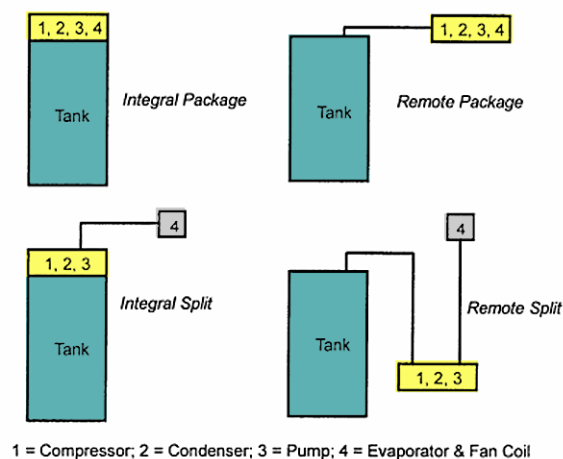 1, 2, 3, 4
Tank
Integral Package
1, 2, 3, 4
Tank
Remote Package
4
1, 2, 3
Tank
Integral Split
4
Tank
1, 2, 3
Remote Split
1 = Compressor; 2 = Condenser; 3 = Pump; 4 = Evaporator & Fan Coil